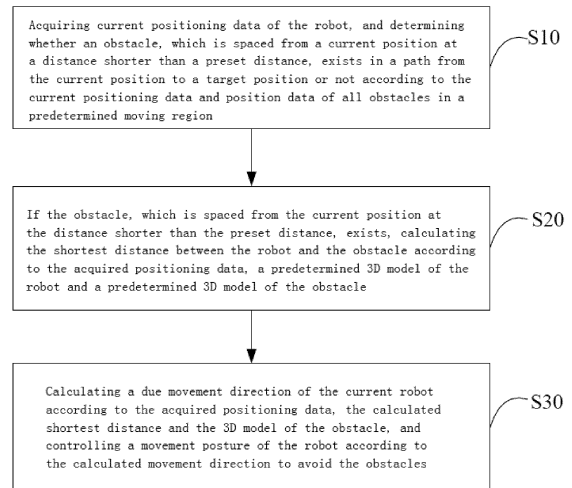 Acquiring current positioning data of the robot, and determining
whether an obstacle, which is spaced from a current position at
a distance shorter than a preset distance, exists in a path from
the current position to a target position or not according to the
current positioning data and position data of all obstacles in a
predetermined moving region
S10
If the obstacle, which is spaced from the current position at
the distance shorter than the preset distance, exists, calculating
the shortest distance between the robot and the obstacle according
to the acquired positioning data, a predetermined 3D model of the
robot and a predetermined 3D model of the obstacle
S20
Calculating a due movement direction of the current robot
according to the acquired positioning data, the calculated
shortest distance and the 3D model of the obstacle, and
controlling a movement posture of the robot according to
the calculated movement direction to avoid the obstacles
S30